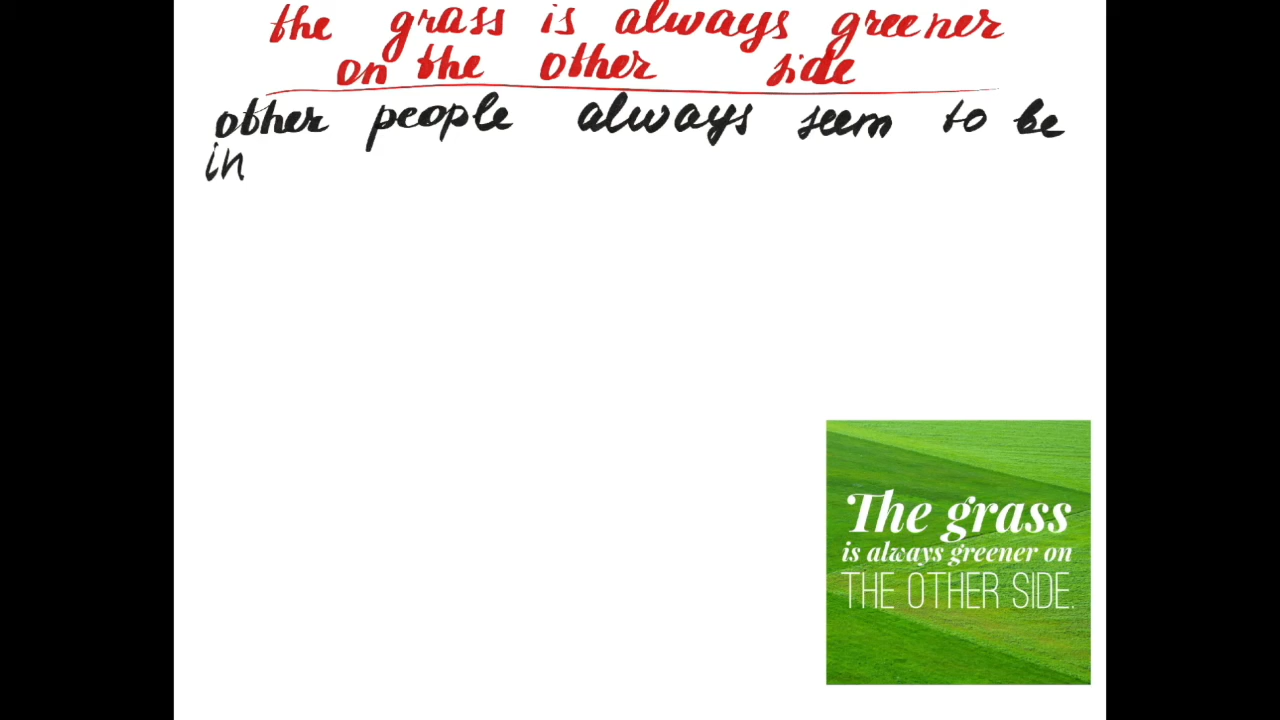 the grass is always greener
on the other side
other people always seem to be
in
The grass
is always greener on
THE OTHER SIDE.